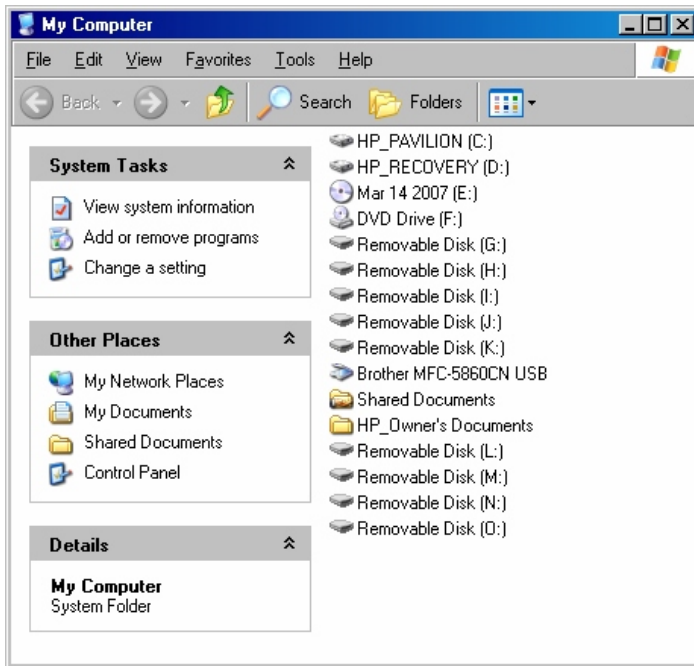 My Computer
File Edit View Favorites Tools Help
Back Search Folders
System Tasks
View system information
Add or remove programs
Change a setting
Other Places
My Network Places
My Documents
Shared Documents
Control Panel
Details
My Computer
System Folder
HP_PAVILION (C:)
HP_RECOVERY (D:)
Mar 14 2007 (E:)
DVD Drive (F:)
Removable Disk (G:)
Removable Disk (H:)
Removable Disk (I:)
Removable Disk (J:)
Removable Disk (K:)
Brother MFC-5860CN USB
Shared Documents
HP_Owner's Documents
Removable Disk (L:)
Removable Disk (M:)
Removable Disk (N:)
Removable Disk (O:)